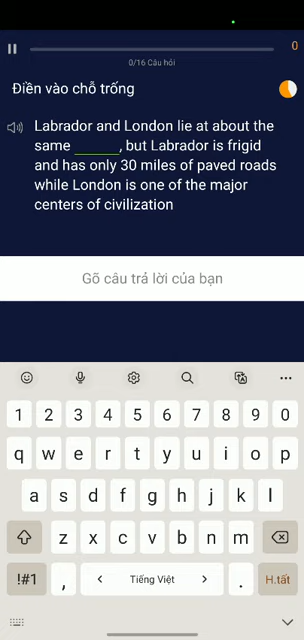 0
0/16 Câu hỏi
Điền vào chỗ trống
Labrador and London lie at about the
same ______, but Labrador is frigid
and has only 30 miles of paved roads
while London is one of the major
centers of civilization
Gõ câu trả lời của bạn
1 2 3 4 5 6 7 8 9 0
q w e r t y u i o p
a s d f g h j k l
z x c v b n m
!#1 , < Tiếng Việt > . H.tất